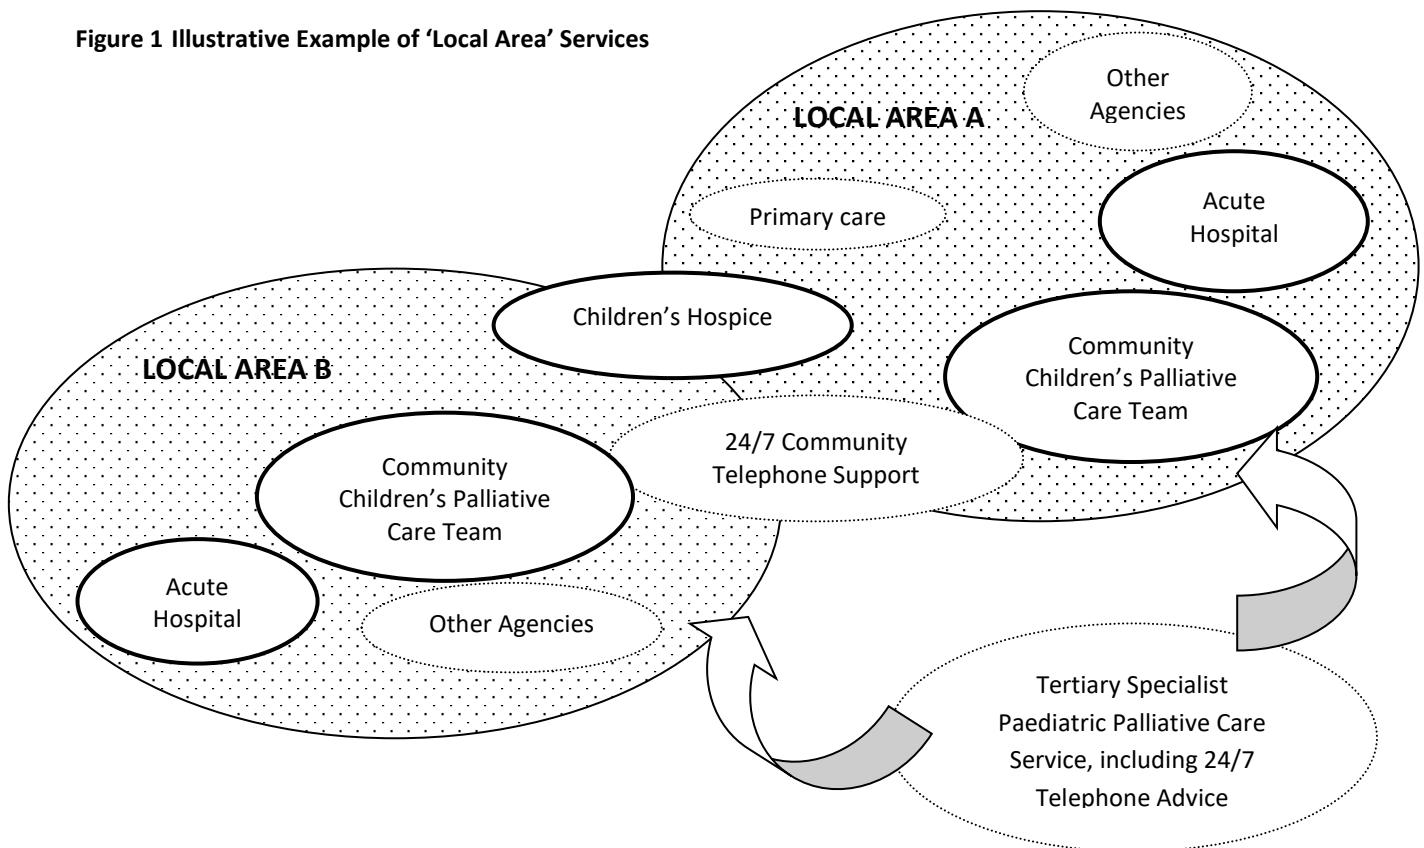 Figure 1 Illustrative Example of ‘Local Area’ Services
Other
Agencies
LOCAL AREA A
Primary care
Acute
Hospital
Children’s Hospice
Community
Children’s Palliative
Care Team
LOCAL AREA B
24/7 Community
Telephone Support
Community
Children’s Palliative
Care Team
Acute
Hospital
Other Agencies
Tertiary Specialist
Paediatric Palliative Care
Service, including 24/7
Telephone Advice